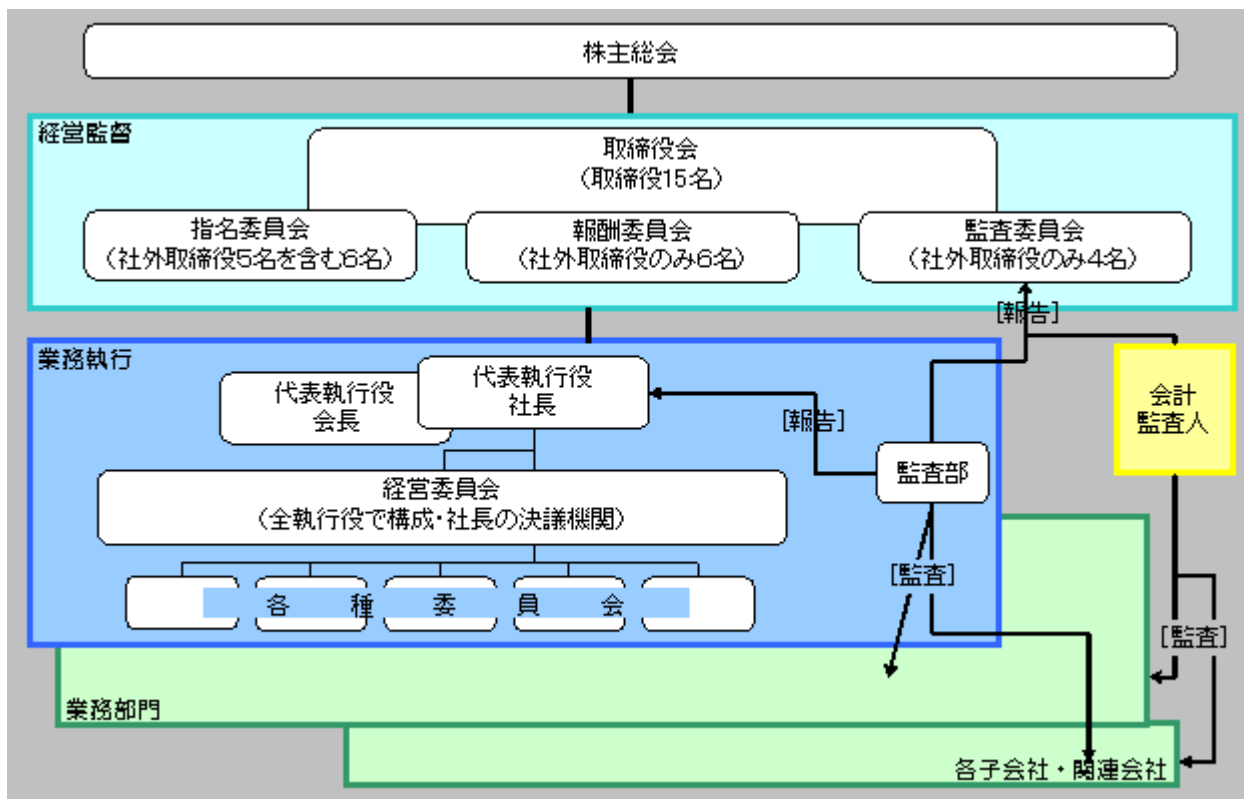 株主総会
経営監督
取締役会
(取締役15名)
指名委員会
(社外取締役5名を含む6名)
報酬委員会
(社外取締役のみ6名)
監査委員会
(社外取締役のみ4名)
[報告]
業務執行
代表執行役
会長
代表執行役
社長
[報告]
会計
監査人
監査部
経営委員会
(全執行役で構成・社長の決議機関)
[監査]
各種委員会
[監査]
業務部門
各子会社・関連会社